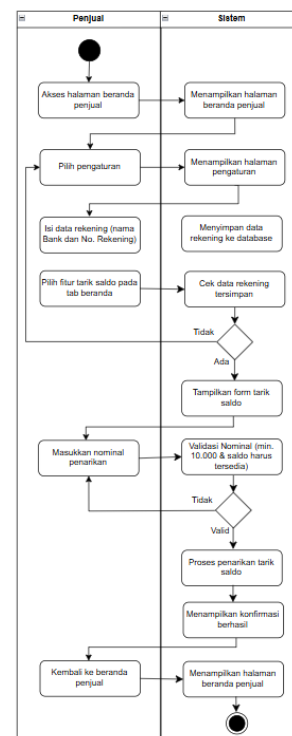 Penjual
Sistem
Akses halaman beranda
penjual
Menampilkan halaman
beranda penjual
Pilih pengaturan
Menampilkan halaman
pengaturan
Isi data rekening (nama
Bank dan No. Rekening)
Menyimpan data
rekening ke database
Pilih fitur tarik saldo pada
tab beranda
Cek data rekening
tersimpan
Tidak
Ada
Tampilkan form tarik
saldo
Masukkan nominal
penarikan
Validasi Nominal (min.
10.000 & saldo harus
tersedia)
Tidak
Valid
Proses penarikan tarik
saldo
Menampilkan konfirmasi
berhasil
Kembali ke beranda
penjual
Menampilkan halaman
beranda penjual